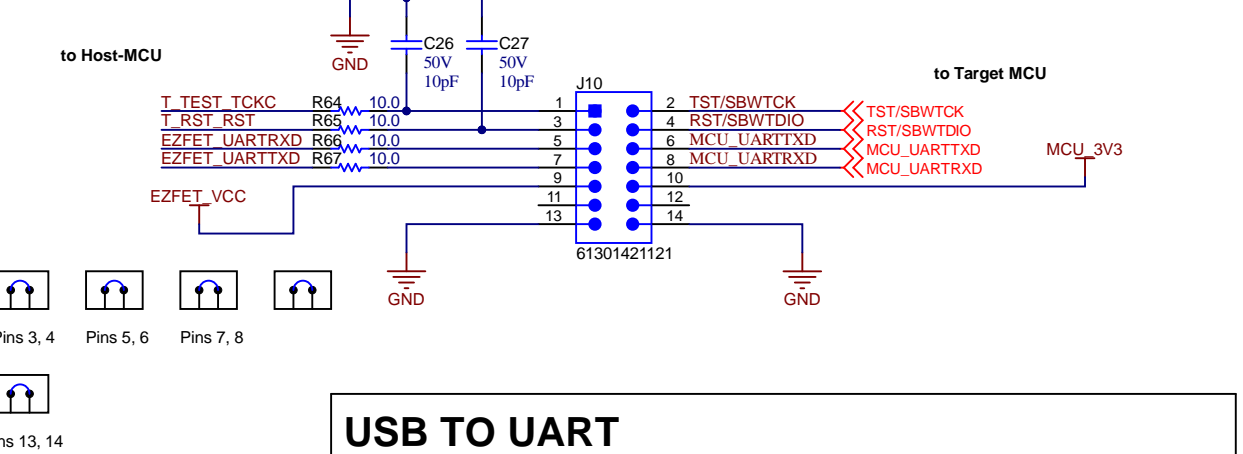 to Host-MCU
GND
C26
50V
10pF
C27
50V
10pF
to Target MCU
J10
T_TEST_TCKC R64 10.0 1 2 TST/SBWTCK TST/SBWTCK
T_RST_RST R65 10.0 3 4 RST/SBWTDIO RST/SBWTDIO
EZFET_UARTRXD R66 10.0 5 6 MCU_UARTTXD MCU_UARTTXD
EZFET_UARTTXD R67 10.0 7 8 MCU_UARTRXD MCU_UARTRXD
MCU_3V3
EZFET_VCC
9 10
11 12
13 14
61301421121
GND
GND
Pins 3, 4
Pins 5, 6
Pins 7, 8
ns 13, 14
USB TO UART